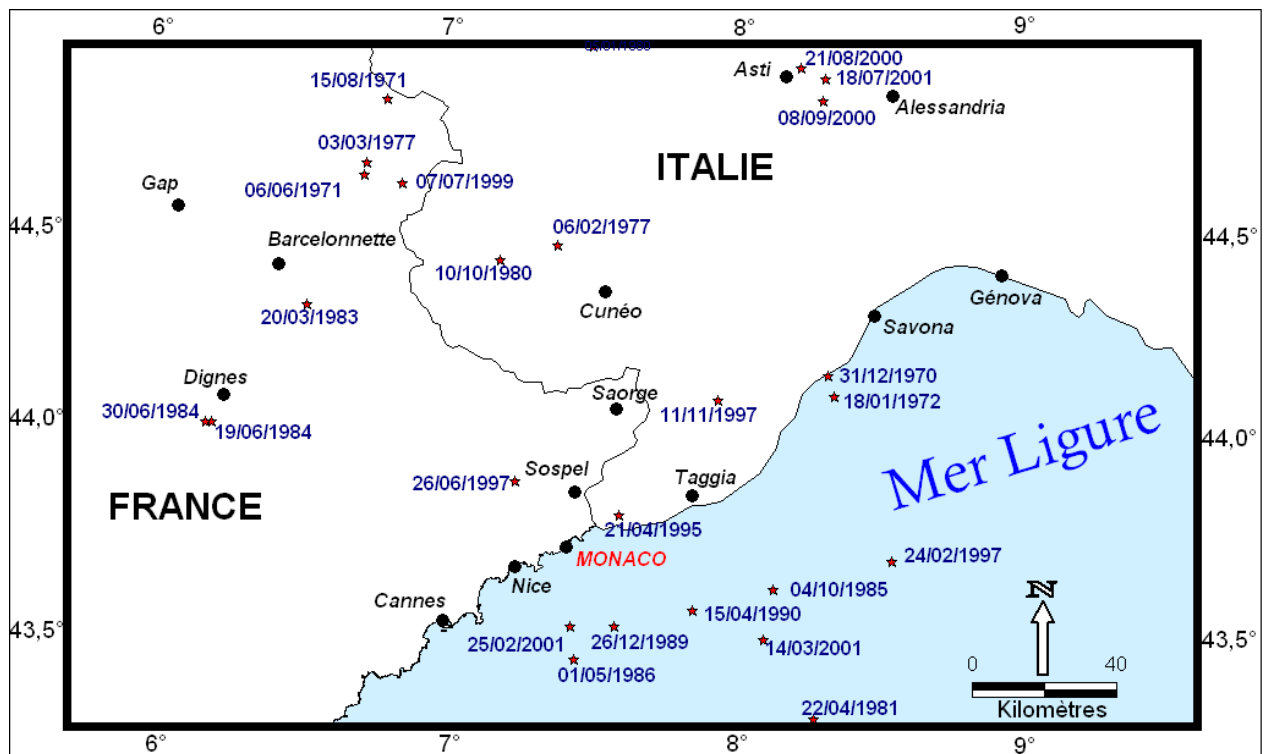 6° 7° 8° 9°
21/08/2000
Asti
15/08/1971
18/07/2001
Alessandria
08/09/2000
03/03/1977
ITALIE
Gap
06/06/1971
07/07/1999
44,5°
06/02/1977
44,5°
Barcelonnette
10/10/1980
Génova
Cunéo
20/03/1983
Savona
Dignes
31/12/1970
Saorge
18/01/1972
30/06/1984
11/11/1997
44,0°
19/06/1984
44,0°
Mer Ligure
Sospel
Taggia
26/06/1997
FRANCE
21/04/1995
MONACO
24/02/1997
Nice
04/10/1985
Cannes
15/04/1990
N
43,5°
25/02/2001
26/12/1989
14/03/2001
43,5°
01/05/1986
0 40
22/04/1981
Kilomètres
6° 7° 8° 9°